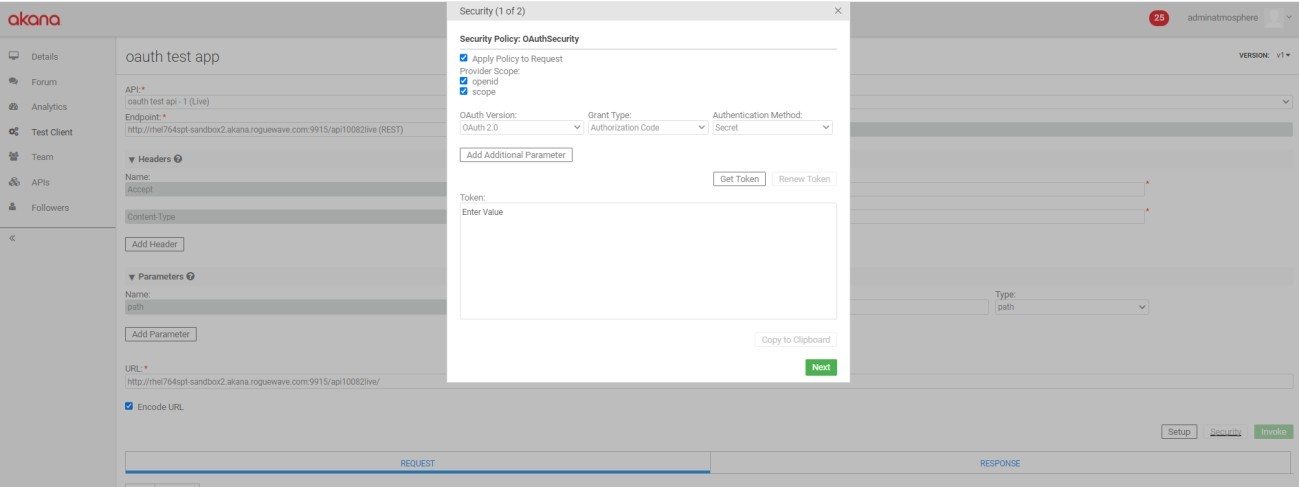 akana
25
adminatmosphere
Details
Forum
Analytics
Test Client
Team
APIs
Followers
«
oauth test app
VERSION: v1
API:*
oauth test api - 1 (Live)
Endpoint:*
http://rhel764spt-sandbox2.akana.roguewave.com:9915/api10082live (REST)
Headers
Name:
Accept
*
Content-Type
*
Add Header
Parameters
Name:
path
Type:
path
Add Parameter
URL:*
http://rhel764spt-sandbox2.akana.roguewave.com:9915/api10082live/
Encode URL
Setup
Security
Invoke
REQUEST
RESPONSE
Security (1 of 2)
Security Policy: OAuthSecurity
Apply Policy to Request
Provider Scope:
openid
scope
OAuth Version: Grant Type: Authentication Method:
OAuth 2.0 Authorization Code Secret
Add Additional Parameter
Get Token Renew Token
Token:
Enter Value
Copy to Clipboard
Next